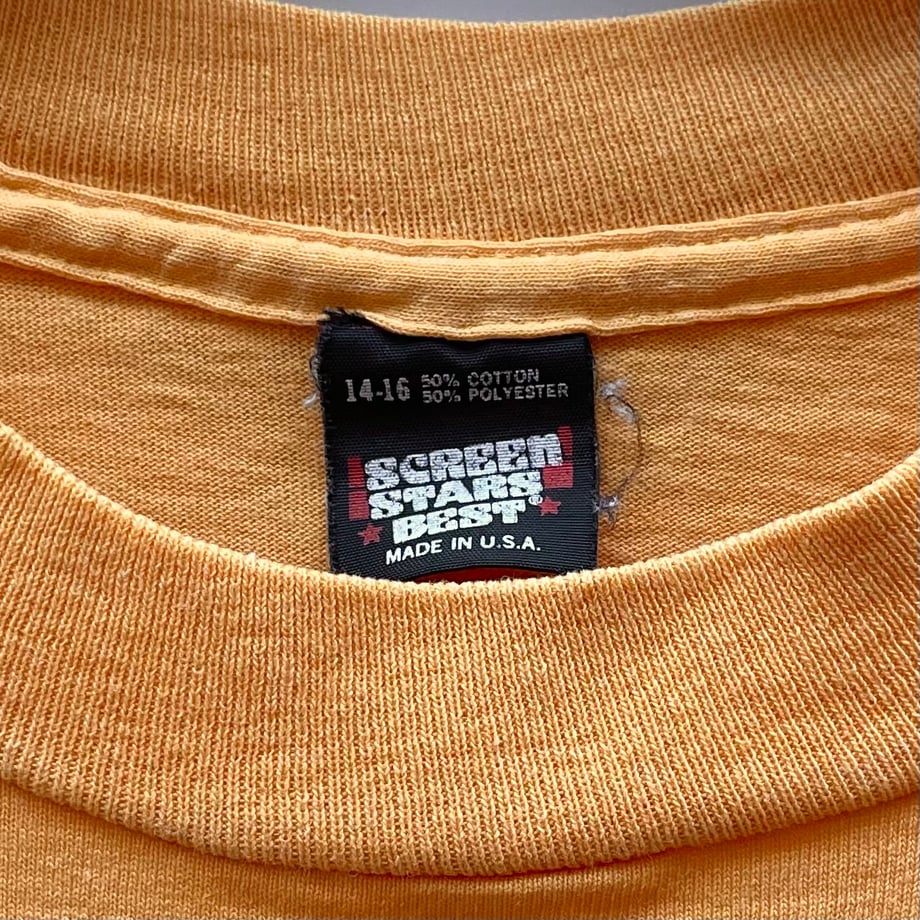 14-16 50% COTTON
50% POLYESTER
SCREEN
STARS
BEST®
MADE IN U.S.A.